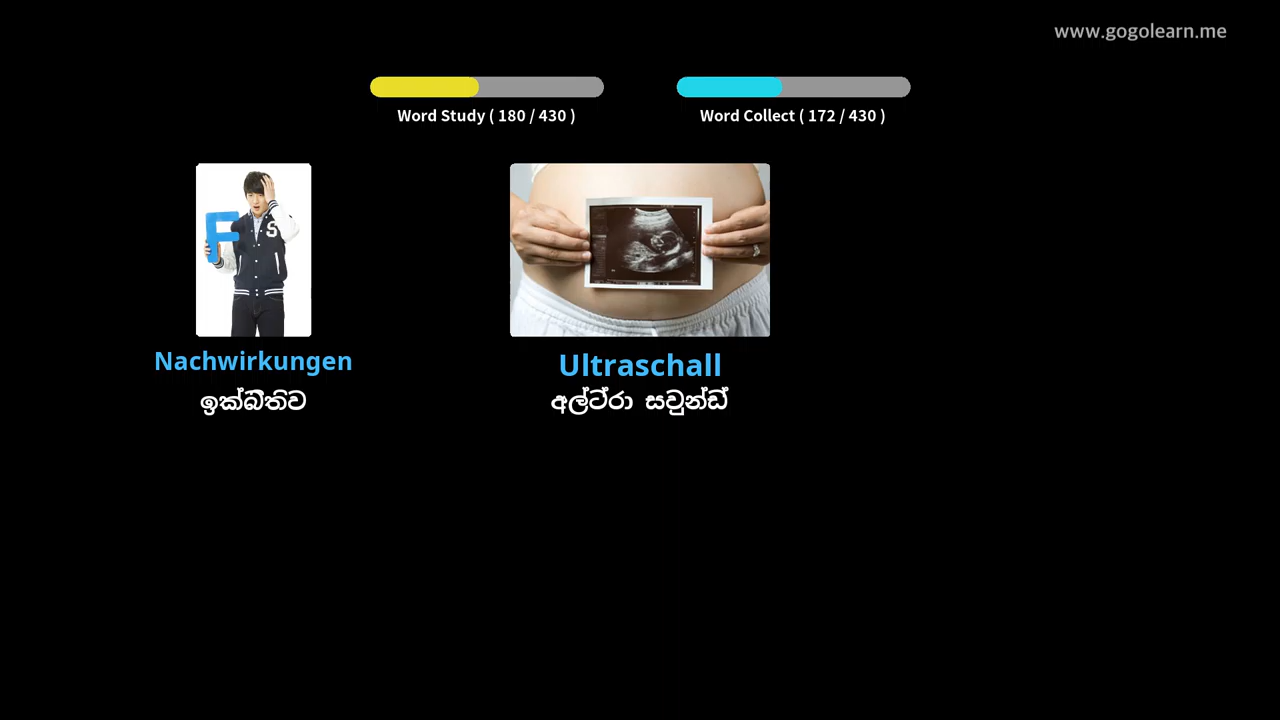 www.gogolearn.me
Word Study ( 180 / 430 )
Word Collect ( 172 / 430 )
F
S
Nachwirkungen
ඉක්බිතිව
Ultraschall
අල්ට්රා සවුන්ඩ්